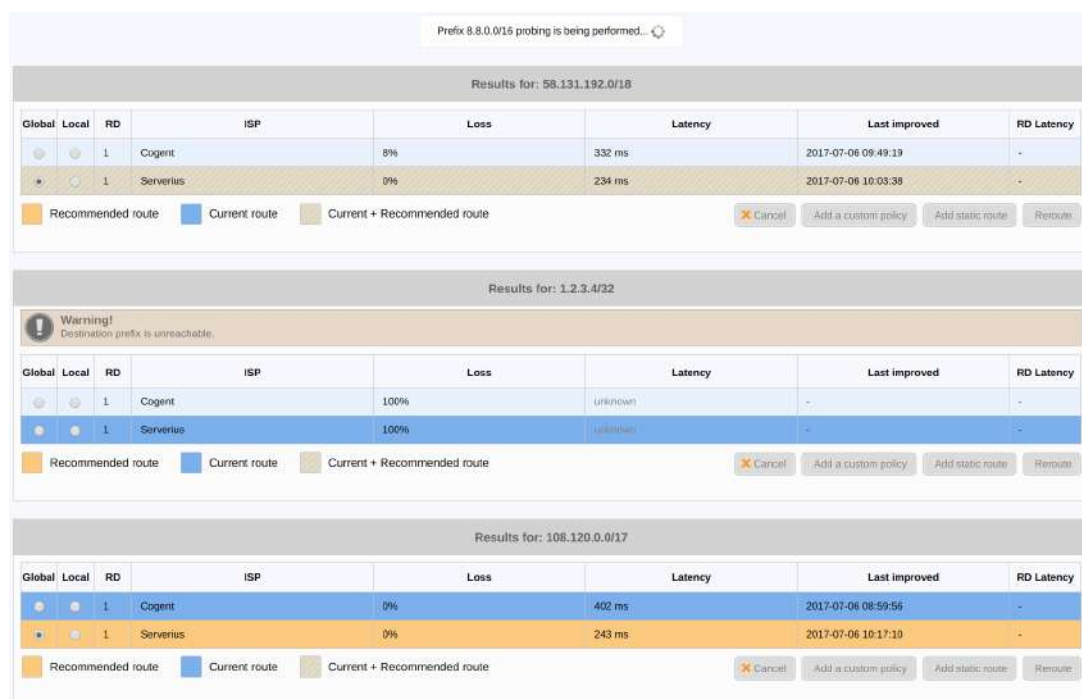 Prefix 8.8.0.0/16 probing is being performed...
Results for: 58.131.192.0/18
Global Local RD ISP Loss Latency Last improved RD Latency
1 Cogent 8% 332 ms 2017-07-06 09:49:19 -
1 Serverius 0% 234 ms 2017-07-06 10:03:38 -
Recommended route Current route Current + Recommended route Cancel Add a custom policy Add static route Reroute
Results for: 1.2.3.4/32
Warning!
Destination prefix is unreachable.
Global Local RD ISP Loss Latency Last improved RD Latency
1 Cogent 100% unknown - -
1 Serverius 100% unknown - -
Recommended route Current route Current + Recommended route Cancel Add a custom policy Add static route Reroute
Results for: 108.120.0.0/17
Global Local RD ISP Loss Latency Last improved RD Latency
1 Cogent 0% 402 ms 2017-07-06 08:59:56 -
1 Serverius 0% 243 ms 2017-07-06 10:17:10 -
Recommended route Current route Current + Recommended route Cancel Add a custom policy Add static route Reroute